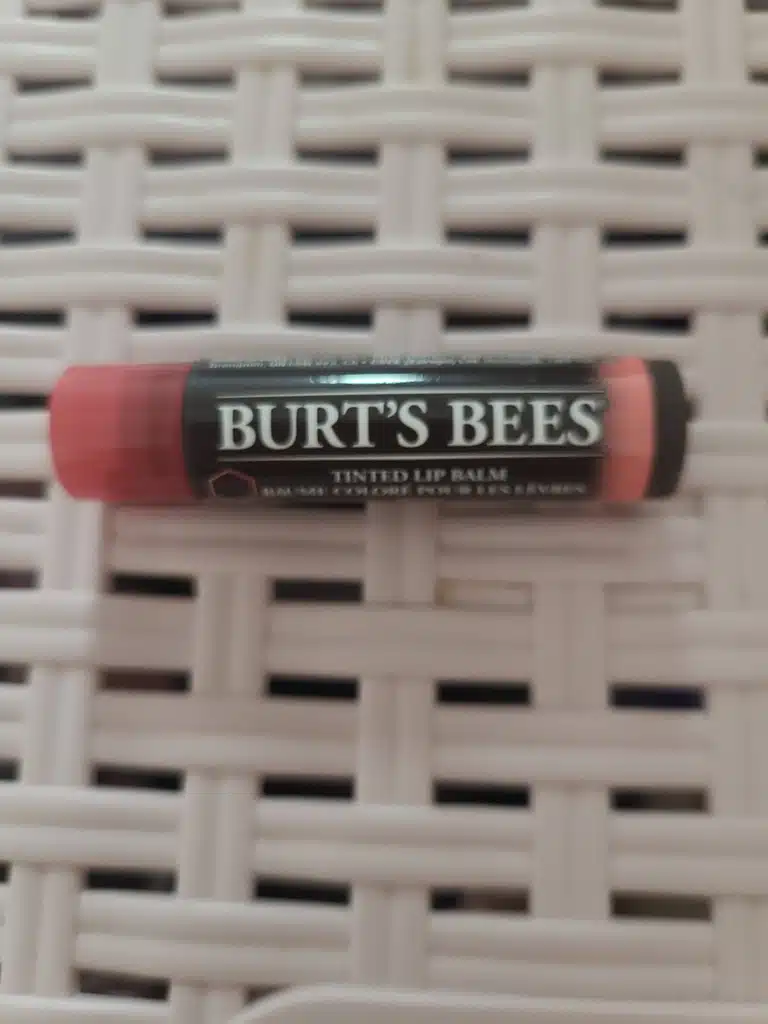 BURT'S BEES
TINTED LIP BALM
BAUME COLORÉ POUR LES LÈVRES